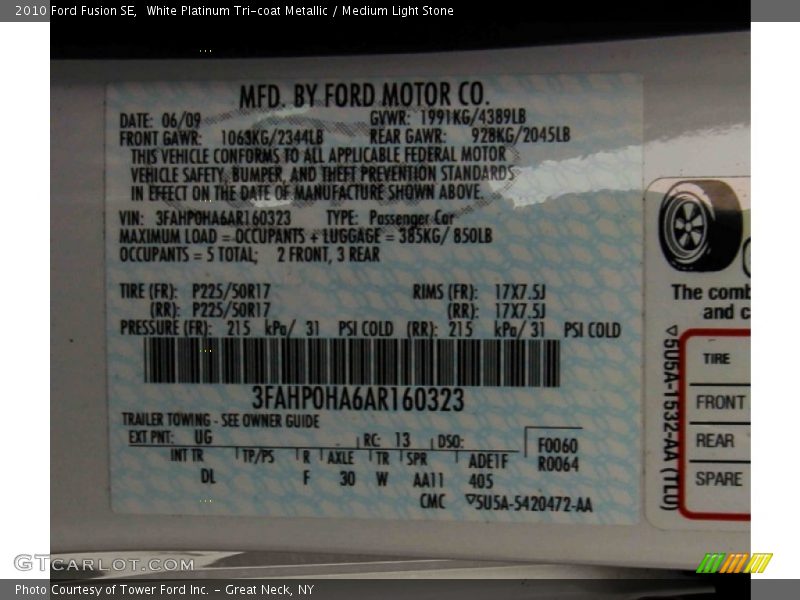 2010 Ford Fusion SE,  White Platinum Tri-coat Metallic / Medium Light Stone
MFD. BY FORD MOTOR CO.
DATE: 06/09 GVWR: 1991KG/4389LB
FRONT GAWR: 1063KG/2344LB REAR GAWR: 928KG/2045LB
THIS VEHICLE CONFORMS TO ALL APPLICABLE FEDERAL MOTOR
VEHICLE SAFETY, BUMPER, AND THEFT PREVENTION STANDARDS
IN EFFECT ON THE DATE OF MANUFACTURE SHOWN ABOVE.
VIN: 3FAHP0HA6AR160323 TYPE: Passenger Car
MAXIMUM LOAD = OCCUPANTS + LUGGAGE = 385KG/ 850LB
OCCUPANTS = 5 TOTAL; 2 FRONT, 3 REAR
TIRE (FR): P225/50R17 RIMS (FR): 17X7.5J
(RR): P225/50R17 (RR): 17X7.5J
PRESSURE (FR): 215 kPa/ 31 PSI COLD (RR): 215 kPa/ 31 PSI COLD
3FAHP0HA6AR160323
TRAILER TOWING - SEE OWNER GUIDE
EXT PNT: UG RC: 13 DSO: F0060
R0064
INT TR TP/PS R AXLE TR SPR ADE1F
DL F 30 W AA11 405
CMC ▽5U5A-5420472-AA
The comb
and c
▽5U5A-1532-AA (TL0)
TIRE
FRONT
REAR
SPARE
GTCARLOT.COM
Photo Courtesy of Tower Ford Inc. - Great Neck, NY